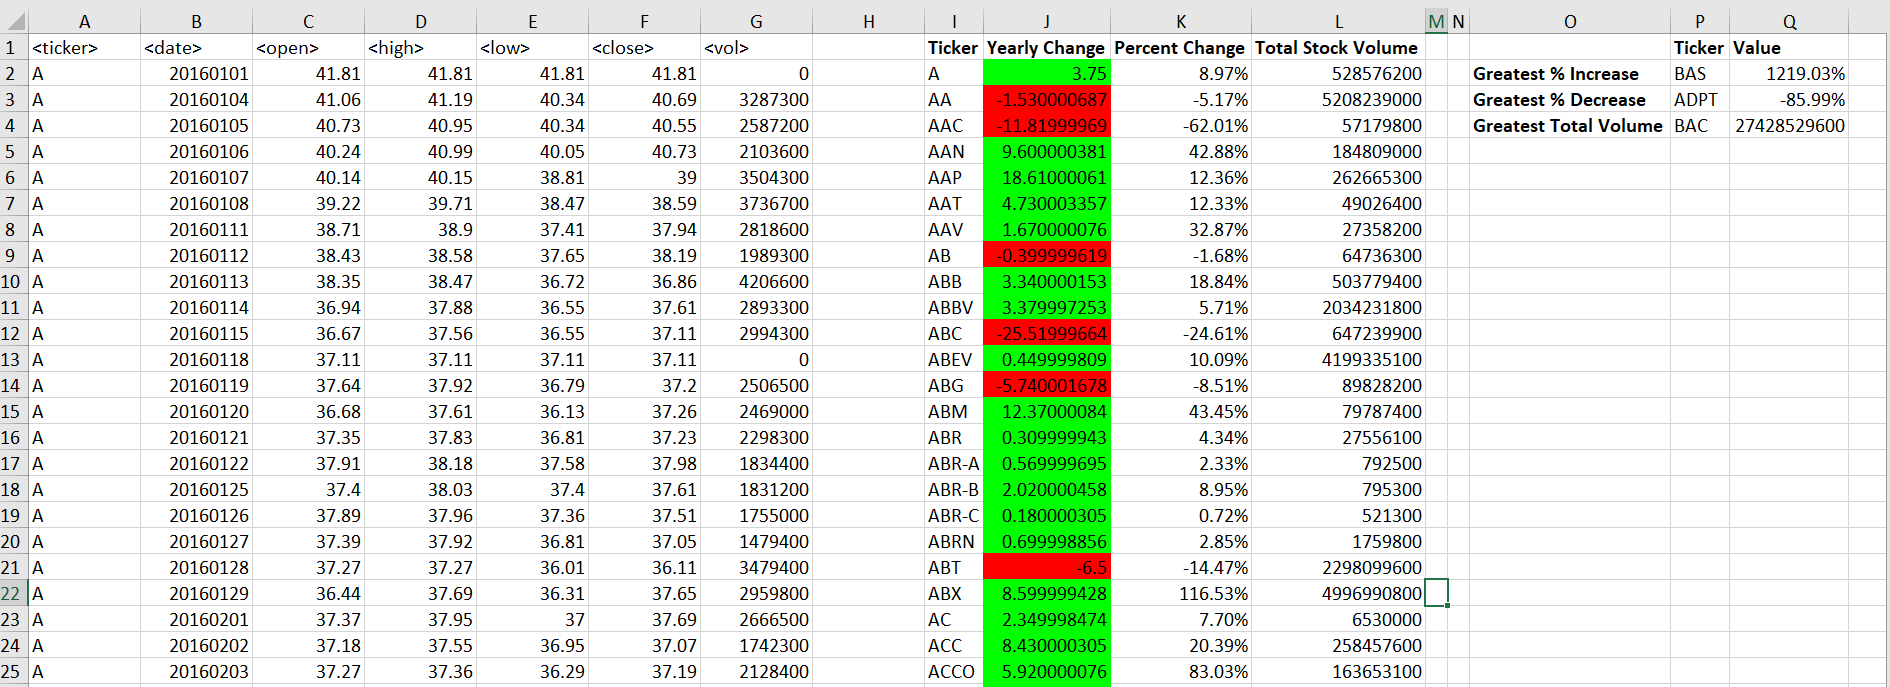 A B C D E F G H I J K L M N O P Q
1 <ticker> <date> <open> <high> <low> <close> <vol> Ticker Yearly Change Percent Change Total Stock Volume Ticker Value
2 A 20160101 41.81 41.81 41.81 41.81 0 A 3.75 8.97% 528576200 Greatest % Increase BAS 1219.03%
3 A 20160104 41.06 41.19 40.34 40.69 3287300 AA -1.530000687 -5.17% 5208239000 Greatest % Decrease ADPT -85.99%
4 A 20160105 40.73 40.95 40.34 40.55 2587200 AAC -11.81999969 -62.01% 57179800 Greatest Total Volume BAC 27428529600
5 A 20160106 40.24 40.99 40.05 40.73 2103600 AAN 9.600000381 42.88% 184809000
6 A 20160107 40.14 40.15 38.81 39 3504300 AAP 18.61000061 12.36% 262665300
7 A 20160108 39.22 39.71 38.47 38.59 3736700 AAT 4.730003357 12.33% 49026400
8 A 20160111 38.71 38.9 37.41 37.94 2818600 AAV 1.670000076 32.87% 27358200
9 A 20160112 38.43 38.58 37.65 38.19 1989300 AB -0.399999619 -1.68% 64736300
10 A 20160113 38.35 38.47 36.72 36.86 4206600 ABB 3.340000153 18.84% 503779400
11 A 20160114 36.94 37.88 36.55 37.61 2893300 ABBV 3.379997253 5.71% 2034231800
12 A 20160115 36.67 37.56 36.55 37.11 2994300 ABC -25.51999664 -24.61% 647239900
13 A 20160118 37.11 37.11 37.11 37.11 0 ABEV 0.449999809 10.09% 4199335100
14 A 20160119 37.64 37.92 36.79 37.2 2506500 ABG -5.740001678 -8.51% 89828200
15 A 20160120 36.68 37.61 36.13 37.26 2469000 ABM 12.37000084 43.45% 79787400
16 A 20160121 37.35 37.83 36.81 37.23 2298300 ABR 0.309999943 4.34% 27556100
17 A 20160122 37.91 38.18 37.58 37.98 1834400 ABR-A 0.569999695 2.33% 792500
18 A 20160125 37.4 38.03 37.4 37.61 1831200 ABR-B 2.020000458 8.95% 795300
19 A 20160126 37.89 37.96 37.36 37.51 1755000 ABR-C 0.180000305 0.72% 521300
20 A 20160127 37.39 37.92 36.81 37.05 1479400 ABRN 0.699998856 2.85% 1759800
21 A 20160128 37.27 37.27 36.01 36.11 3479400 ABT -6.5 -14.47% 2298099600
22 A 20160129 36.44 37.69 36.31 37.65 2959800 ABX 8.599999428 116.53% 4996990800
23 A 20160201 37.37 37.95 37 37.69 2666500 AC 2.349998474 7.70% 6530000
24 A 20160202 37.18 37.55 36.95 37.07 1742300 ACC 8.430000305 20.39% 258457600
25 A 20160203 37.27 37.36 36.29 37.19 2128400 ACCO 5.920000076 83.03% 163653100